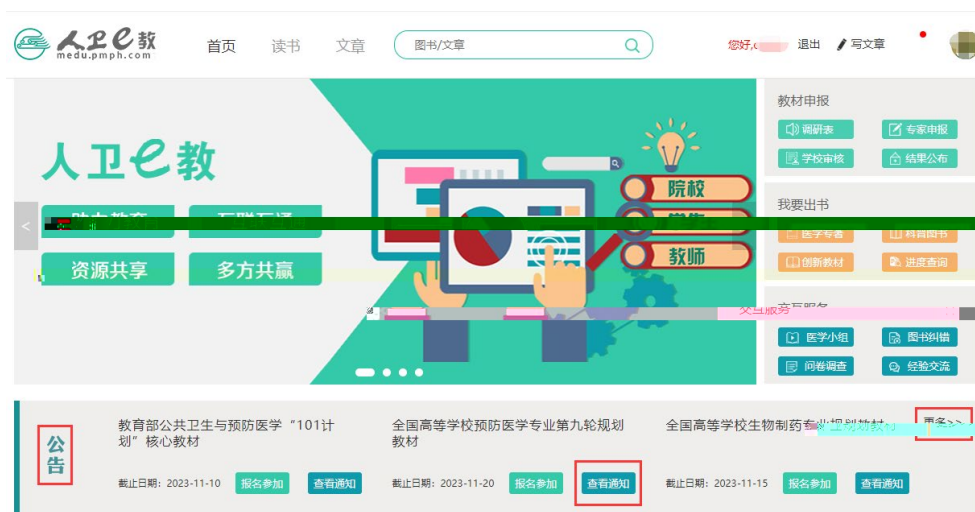 人卫e教
medu.pmph.com
首页
读书
文章
图书/文章
您好,
退出
写文章
教材申报
调研表
专家申报
学校审核
结果公布
人卫e教
院校
我要出书
教师
资源共享
多方共赢
创新教材
进度查询
交互服务
医学小组
图书纠错
问卷调查
经验交流
公告
教育部公共卫生与预防医学“101计
划”核心教材
截止日期: 2023-11-10
报名参加
查看通知
全国高等学校预防医学专业第九轮规划
教材
截止日期: 2023-11-20
报名参加
查看通知
全国高等学校生物制药专业规划教材
更多>>
截止日期: 2023-11-15
报名参加
查看通知